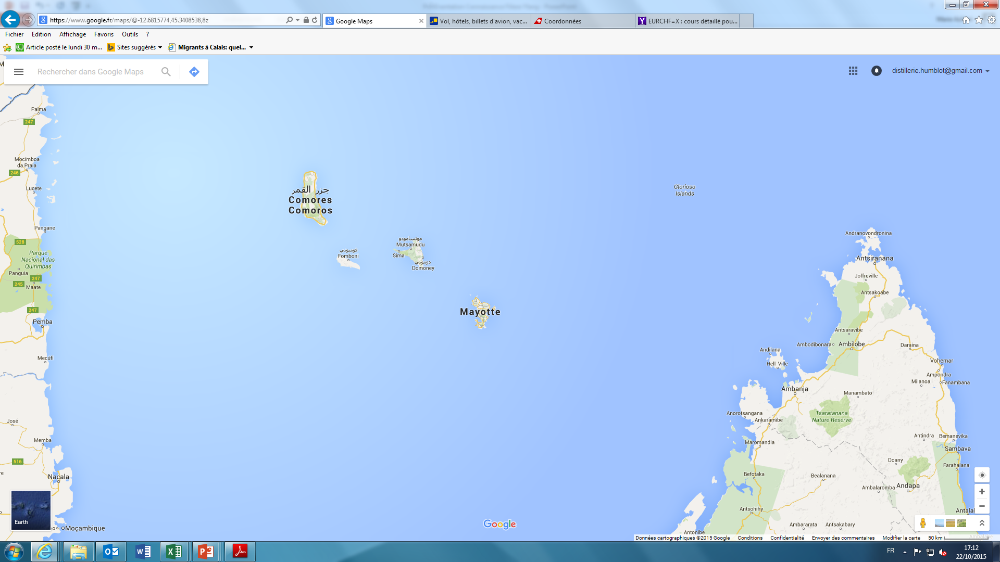 https://www.google.fr/maps/@-12.6815774,45.3408538,8z
Google Maps
Vol, hôtels, billets d'avion, vac...
Coordonnées
EURCHF=X : cours détaillé pou...
Fichier Edition Affichage Favoris Outils ?
Article posté le lundi 30 m...
Sites suggérés
Migrants à Calais: quel...
Rechercher dans Google Maps
distillerie.humblot@gmail.com
Palma
247
Mocímboa
da Praia
246
Lucete
Pangane
528
Parque
Nacional das
Quirimbas
Panguia
247
245
Maate
247
Pemba
Mecúfi
José
Memba
516
Nacala
Moçambique
جزر القمر
Comores
Comoros
فومبوني
Fomboni
موتسامودو
Mutsamudu
Sima
دوموني
Domoney
Mayotte
Glorioso
Islands
Andranovondronina
Antsiranana
Joffreville
Antsakoabe
Antsaravibe
Ambodibonara
Ambilobe
Daraina
Andilana
Hell-Ville
Vohemar
Ampondra
Milanoa
Fanambana
Ambanja
Manambato
Anorotsangana
Ankaramibe
Tsaratanana
Nature Reserve
Maromandia
Antindra
Bemanevika
Sambava
Doany
Farahalana
Befotaka
Bealanana
Ambalaromba
Andapa
Antsohihy
Antalal
Ambararata
Antsakabary
Antonibe
Earth
Google
Données cartographiques ©2015 Google
Conditions
Confidentialité
Envoyer des commentaires
Modifier la carte
50 km
FR
17:12
22/10/2015